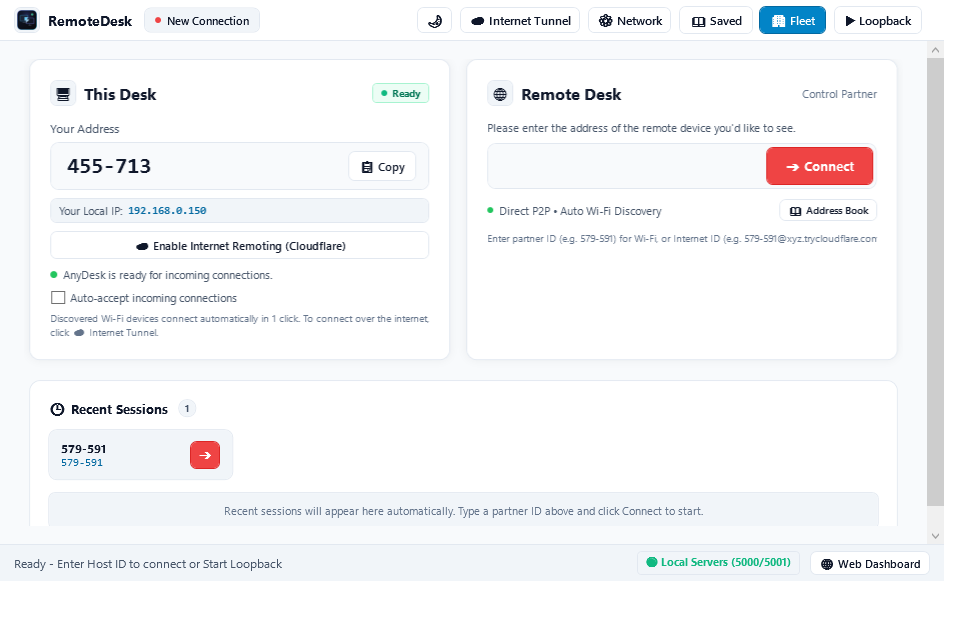 RemoteDesk
New Connection
Internet Tunnel
Network
Saved
Fleet
Loopback
This Desk
Ready
Your Address
455-713
Copy
Your Local IP: 192.168.0.150
Enable Internet Remoting (Cloudflare)
AnyDesk is ready for incoming connections.
Auto-accept incoming connections
Discovered Wi-Fi devices connect automatically in 1 click. To connect over the internet,
click Internet Tunnel.
Remote Desk
Control Partner
Please enter the address of the remote device you'd like to see.
Connect
Direct P2P • Auto Wi-Fi Discovery
Address Book
Enter partner ID (e.g. 579-591) for Wi-Fi, or Internet ID (e.g. 579-591@xyz.trycloudflare.com
Recent Sessions 1
579-591
579-591
Recent sessions will appear here automatically. Type a partner ID above and click Connect to start.
Ready - Enter Host ID to connect or Start Loopback
Local Servers (5000/5001)
Web Dashboard